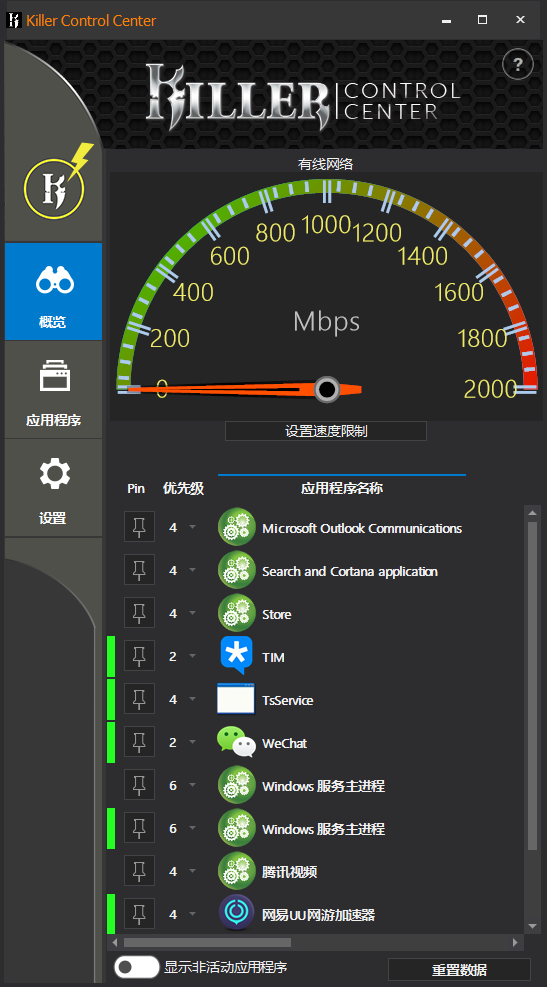 Killer Control Center
KILLER CONTROL CENTER
?
有线网络
0
200
400
600
800
1000
1200
1400
1600
1800
2000
Mbps
设置速度限制
概览
应用程序
设置
Pin 优先级 应用程序名称
4 Microsoft Outlook Communications
4 Search and Cortana application
4 Store
2 TIM
4 TsService
2 WeChat
6 Windows 服务主进程
6 Windows 服务主进程
4 腾讯视频
4 网易UU网游加速器
显示非活动应用程序
重置数据